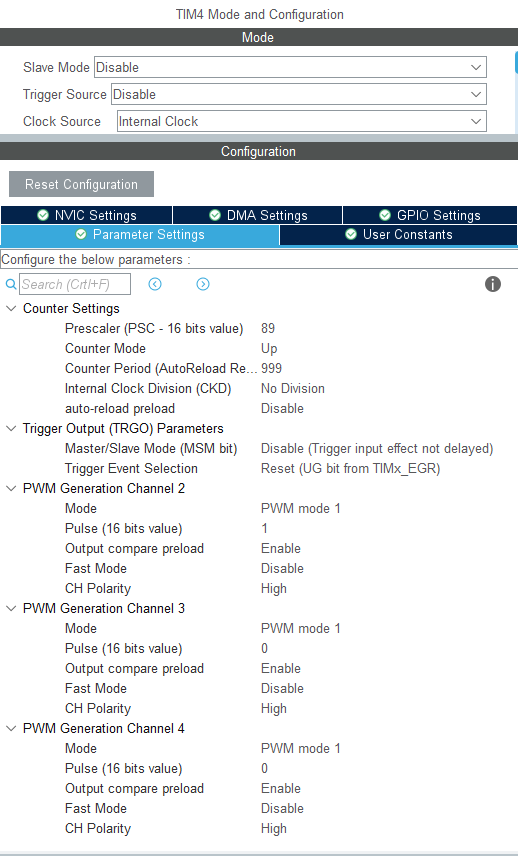 TIM4 Mode and Configuration
Mode
Slave Mode Disable
Trigger Source Disable
Clock Source Internal Clock
Configuration
Reset Configuration
NVIC Settings DMA Settings GPIO Settings
Parameter Settings User Constants
Configure the below parameters :
Search (Crtl+F)
Counter Settings
Prescaler (PSC - 16 bits value) 89
Counter Mode Up
Counter Period (AutoReload Re... 999
Internal Clock Division (CKD) No Division
auto-reload preload Disable
Trigger Output (TRGO) Parameters
Master/Slave Mode (MSM bit) Disable (Trigger input effect not delayed)
Trigger Event Selection Reset (UG bit from TIMx_EGR)
PWM Generation Channel 2
Mode PWM mode 1
Pulse (16 bits value) 1
Output compare preload Enable
Fast Mode Disable
CH Polarity High
PWM Generation Channel 3
Mode PWM mode 1
Pulse (16 bits value) 0
Output compare preload Enable
Fast Mode Disable
CH Polarity High
PWM Generation Channel 4
Mode PWM mode 1
Pulse (16 bits value) 0
Output compare preload Enable
Fast Mode Disable
CH Polarity High